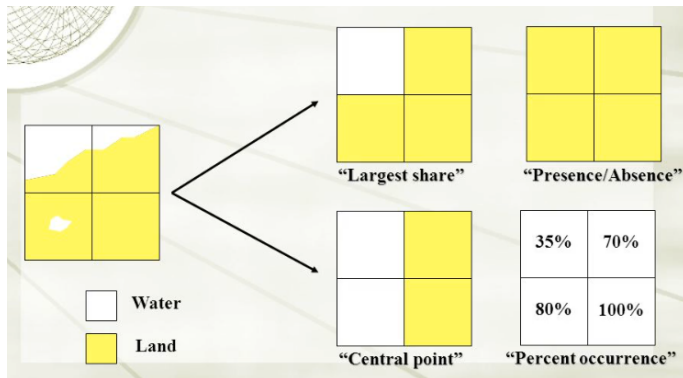 “Largest share”
“Presence/Absence”
Water
Land
“Central point”
35%
70%
80%
100%
“Percent occurrence”